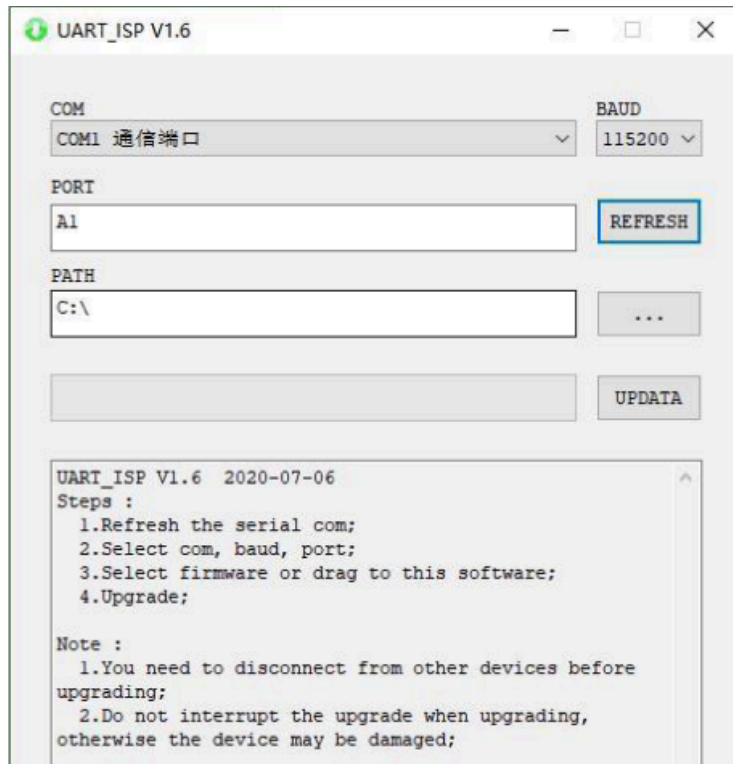 UART_ISP V1.6
COM
BAUD
COM1 通信端口
115200
PORT
A1
REFRESH
PATH
C:\
...
UPDATA
UART_ISP V1.6  2020-07-06
Steps :
1.Refresh the serial com;
2.Select com, baud, port;
3.Select firmware or drag to this software;
4.Upgrade;
Note :
1.You need to disconnect from other devices before
upgrading;
2.Do not interrupt the upgrade when upgrading,
otherwise the device may be damaged;